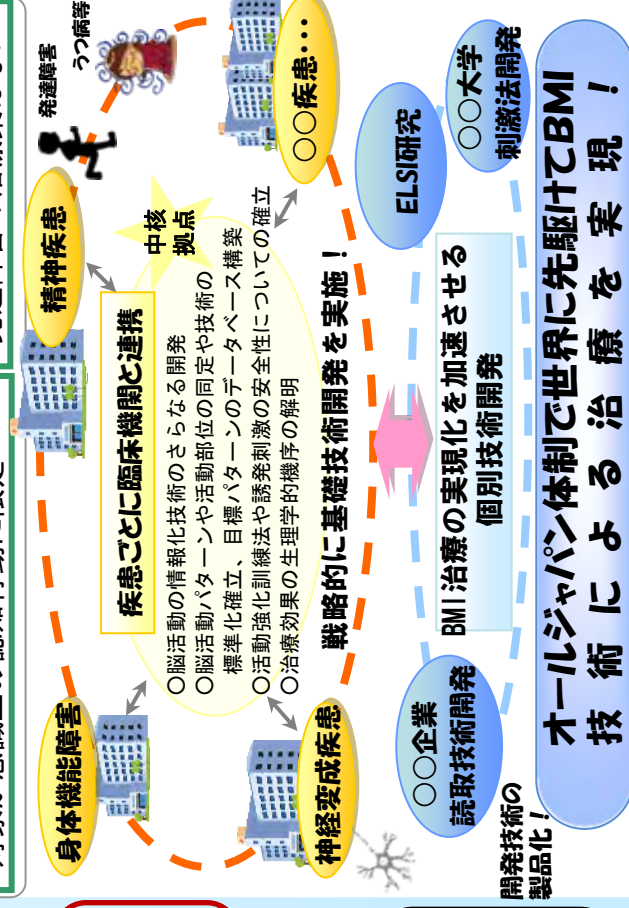 発達障害
うつ病等
精神疾患
身体機能障害
神経変成疾患
○○疾患・・・
中核
拠点
疾患ごとに臨床機関と連携
○脳活動の情報化技術のさらなる開発
○脳活動パターンや活動部位の同定や技術の
標準化確立、目標パターンのデータベース構築
○活動強化訓練法や誘発刺激の安全性についての確立
○治療効果の生理学的機序の解明
戦略的に基礎技術開発を実施！
BMI 治療の実現化を加速させる
個別技術開発
○○企業
読取技術開発
ELSI研究
○○大学
刺激法開発
開発技術の
製品化！
オールジャパン体制で世界に先駆けてBMI
技術による治療を実現！